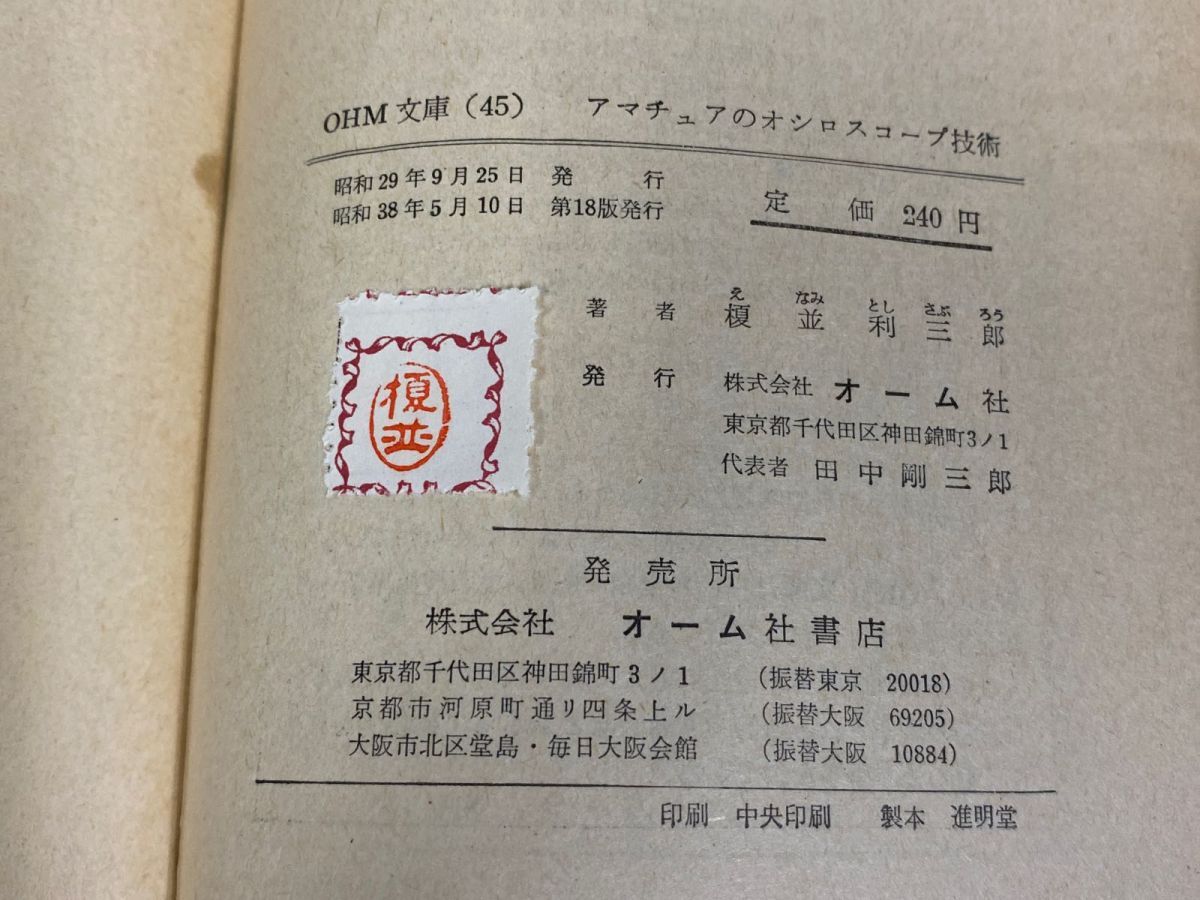 OHM 文庫 (45)　アマチュアのオシロスコープ技術
昭和29年9月25日　発　行
昭和38年5月10日　第18版発行
定　価　240 円
え　なみ　とし　さぶ　ろう
著　者　榎　並　利　三　郎
発　行　株式会社 オーム社
東京都千代田区神田錦町3ノ1
代表者　田中剛三郎
榎並
発売所
株式会社　オーム社書店
東京都千代田区神田錦町 3 ノ 1　(振替東京　20018)
京都市河原町通リ四条上ル　(振替大阪　69205)
大阪市北区堂島・毎日大阪会館　(振替大阪　10884)
印刷　中央印刷　製本　進明堂